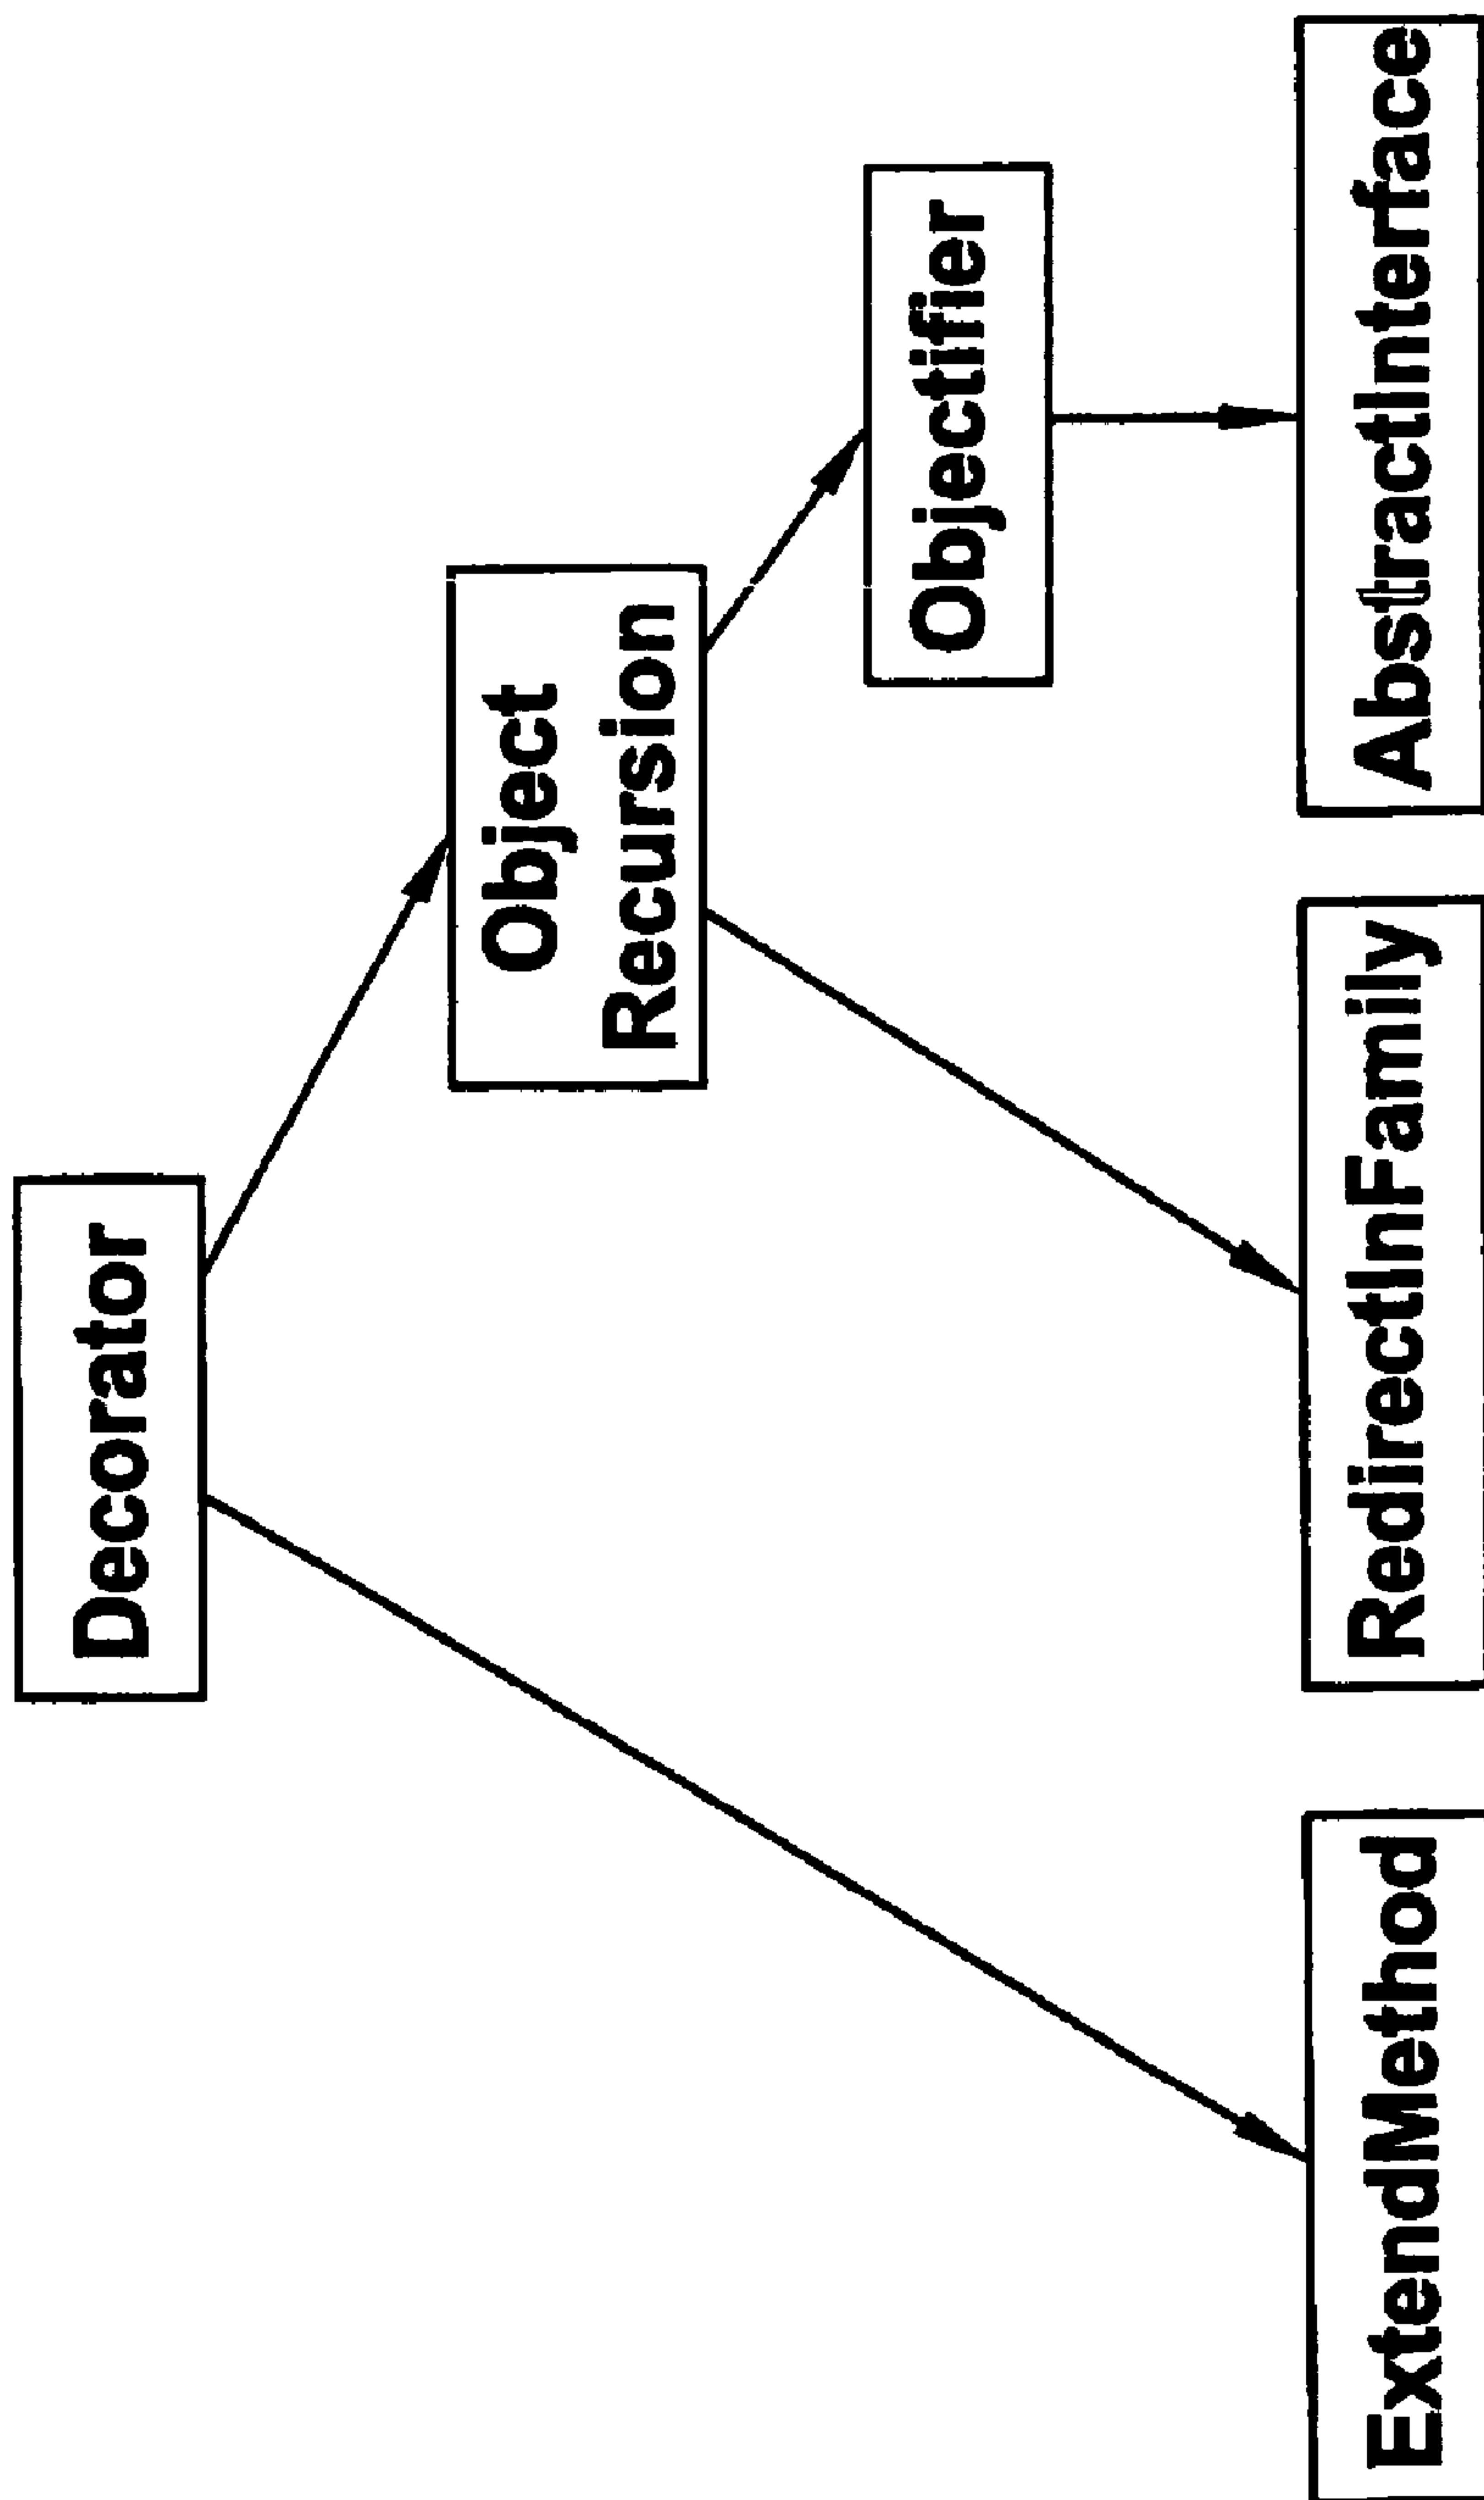 Decorator
Object
Recursion
Objectifier
ExtendMethod
RedirectInFamily
AbstractInterface